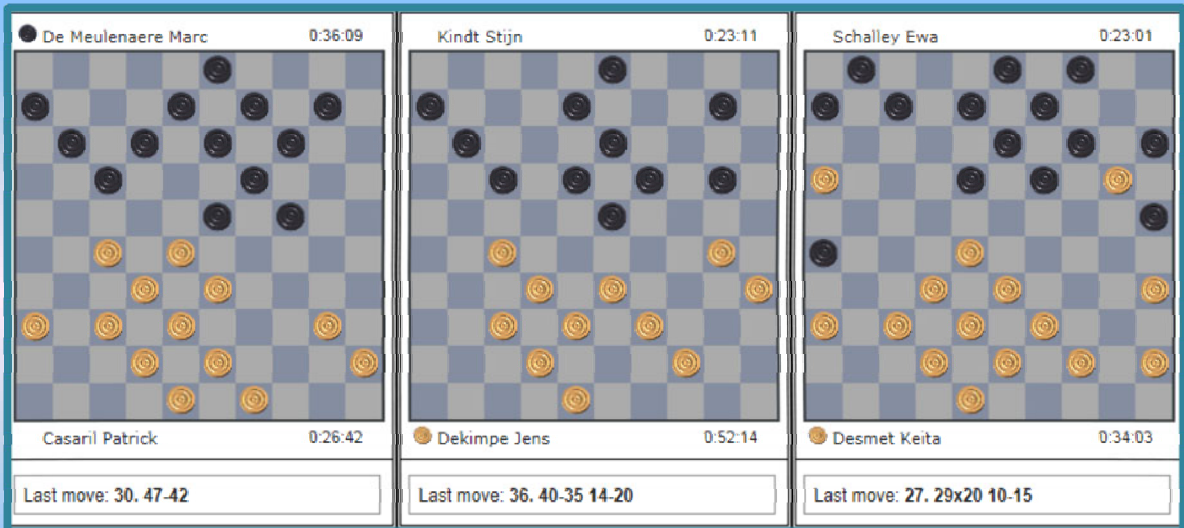 De Meulenaere Marc 0:36:09
Casaril Patrick 0:26:42
Last move: 30. 47-42
Kindt Stijn 0:23:11
Dekimpe Jens 0:52:14
Last move: 36. 40-35 14-20
Schalley Ewa 0:23:01
Desmet Keita 0:34:03
Last move: 27. 29x20 10-15